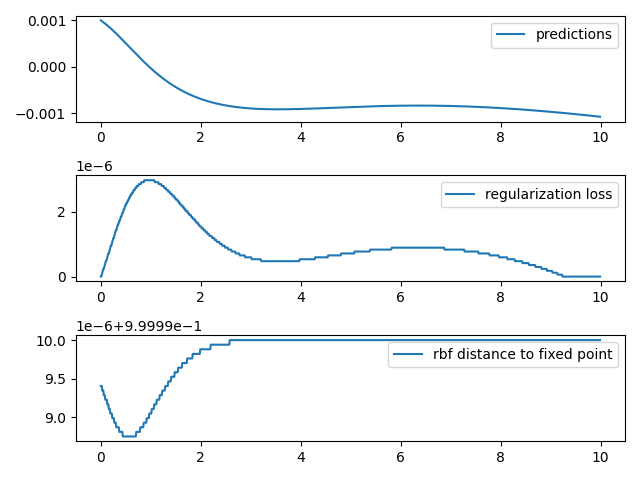 0.001
0.000
−0.001
predictions
0 2 4 6 8 10
1e−6
2
0
regularization loss
0 2 4 6 8 10
1e−6+9.9999e−1
10.0
9.5
9.0
rbf distance to fixed point
0 2 4 6 8 10